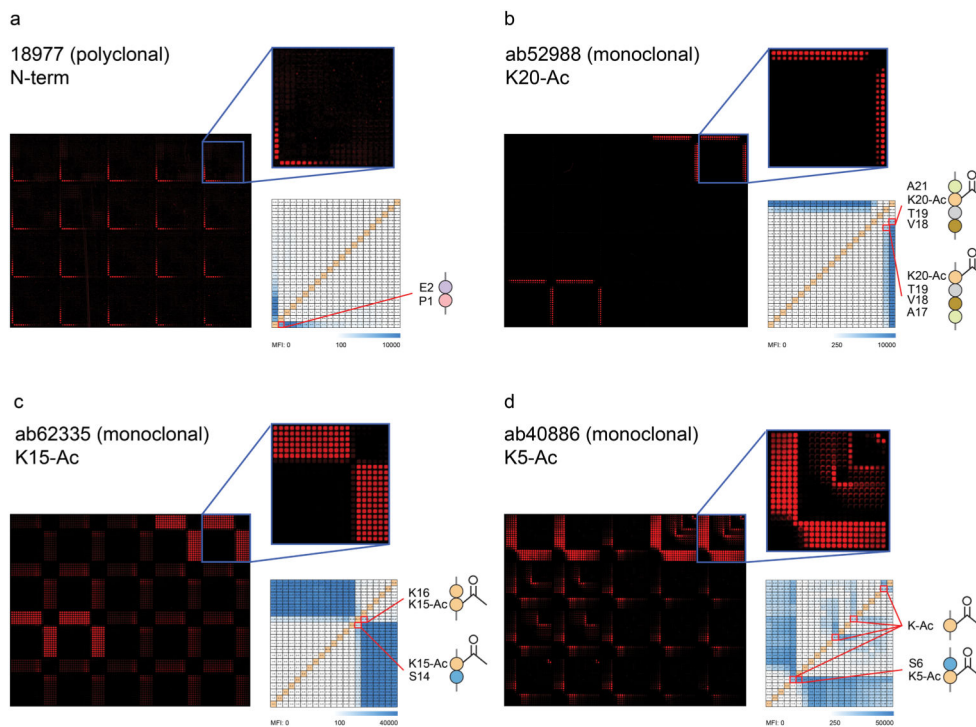 a
18977 (polyclonal)
N-term
E2
P1
MFI: 0
100
10000
b
ab52988 (monoclonal)
K20-Ac
A21
K20-Ac
T19
V18
O
K20-Ac
T19
V18
A17
O
MFI: 0
250
10000
c
ab62335 (monoclonal)
K15-Ac
K16
K15-Ac
O
K15-Ac
S14
O
MFI: 0
100
40000
d
ab40886 (monoclonal)
K5-Ac
K-Ac
O
S6
K5-Ac
O
MFI: 0
250
50000